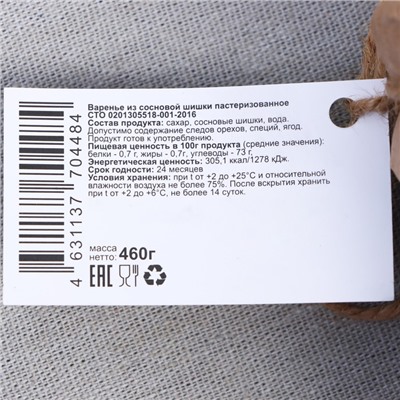 Варенье из сосновой шишки пастеризованное
СТО 0201305518-001-2016
Состав продукта: сахар, сосновые шишки, вода.
Допустимо содержание следов орехов, специй, ягод.
Продукт готов к употреблению.
Пищевая ценность в 100г продукта (средние значения):
белки - 0,7 г, жиры - 0,7г, углеводы - 73 г.
Энергетическая ценность: 305,1 ккал/1278 кДж.
Срок годности: 24 месяцев
Условия хранения: при t от +2 до +25°С и относительной
влажности воздуха не более 75%. После вскрытия хранить
при t от +2 до +6°С, не более 14 суток.
масса
нетто: 460г
EAC
4 631137 704484